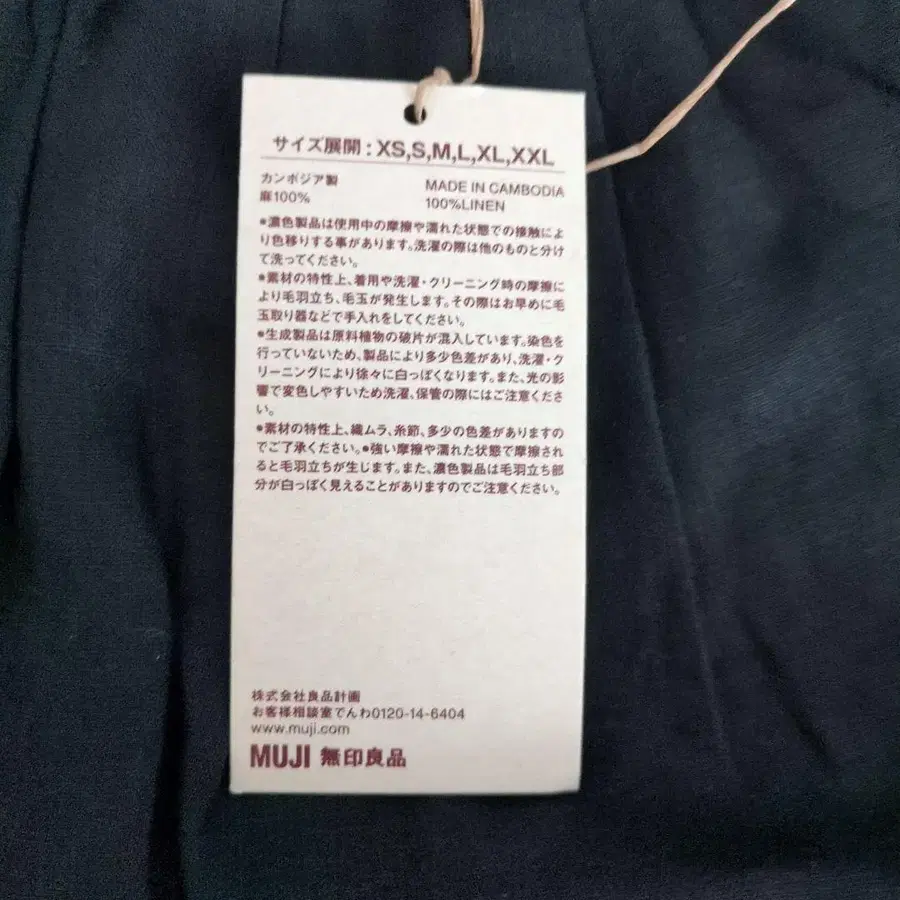 サイズ展開：XS,S,M,L,XL,XXL
カンボジア製
麻100%
MADE IN CAMBODIA
100%LINEN
●濃色製品は使用中の摩擦や濡れた状態での接触によ
り色移りする事があります。洗濯の際は他のものと分け
て洗ってください。
●素材の特性上、着用や洗濯・クリーニング時の摩擦に
より毛羽立ち、毛玉が発生します。その際はお早めに毛
玉取り器などで手入れをしてください。
●生成製品は原料植物の破片が混入しています。染色を
行っていないため、製品により多少色差があり、洗濯・ク
リーニングにより徐々に白っぽくなります。また、光の影
響で変色しやすいため洗濯、保管の際にはご注意くださ
い。
●素材の特性上、織ムラ、糸節、多少の色差がありますの
でご了承ください。●強い摩擦や濡れた状態で摩擦され
ると毛羽立ちが生じます。また、濃色製品は毛羽立ち部
分が白っぽく見えることがありますのでご注意ください。
株式会社良品計画
お客様相談室でんわ0120-14-6404
www.muji.com
MUJI 無印良品